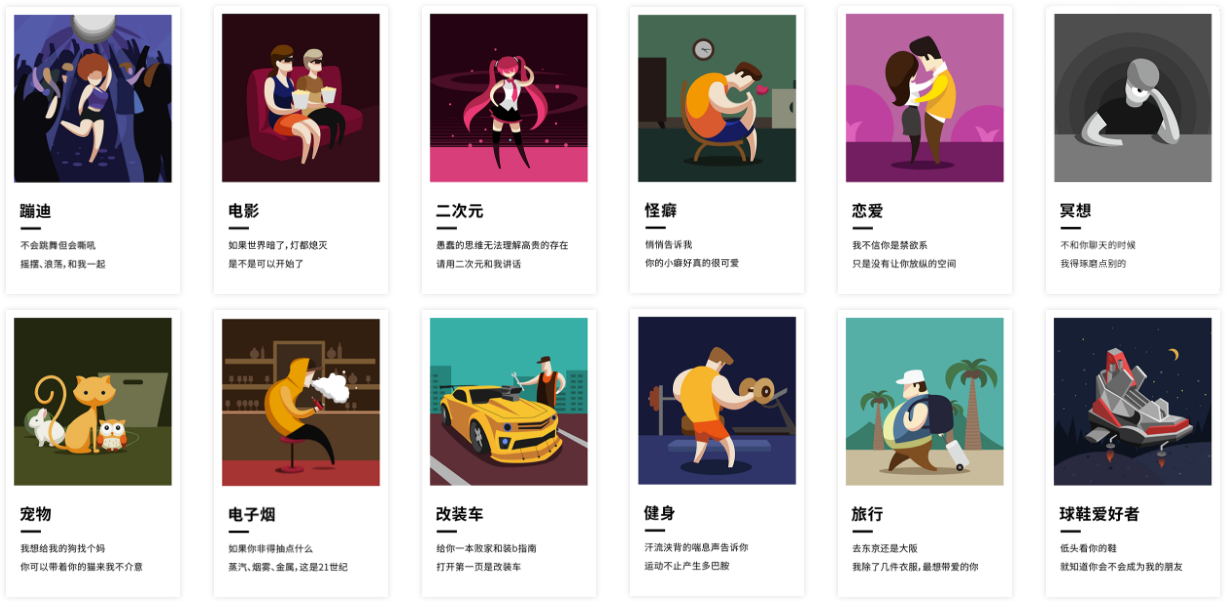 蹦迪
不会跳舞但会嘶吼
摇摆、浪荡,和我一起
电影
如果世界暗了,灯都熄灭
是不是可以开始了
二次元
愚蠢的思维无法理解高贵的存在
请用二次元和我讲话
怪癖
悄悄告诉我
你的小癖好真的很可爱
恋爱
我不信你是禁欲系
只是没有让你放纵的空间
冥想
不和你聊天的时候
我得琢磨点别的
宠物
我想给我的狗找个妈
你可以带着你的猫来我不介意
电子烟
如果你非得抽点什么
蒸汽、烟雾、金属,这是21世纪
改装车
给你一本败家和装b指南
打开第一页是改装车
健身
汗流浃背的喘息声告诉你
运动不止产生多巴胺
旅行
去东京还是大阪
我除了几件衣服,最想带爱的你
球鞋爱好者
低头看你的鞋
就知道你会不会成为我的朋友